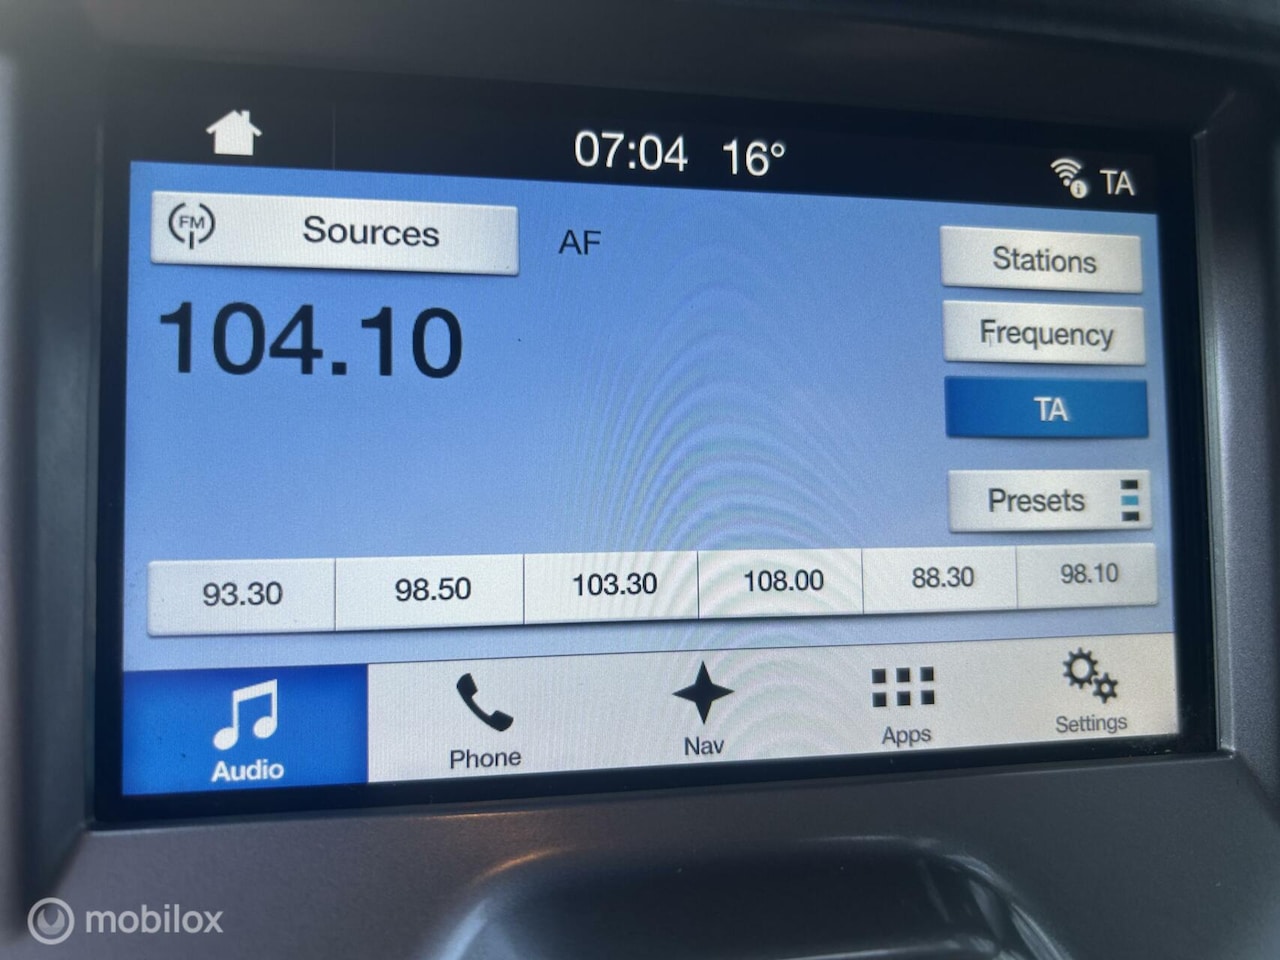 07:04 16°
TA
FM
Sources
AF
Stations
104.10
Frequency
TA
Presets
93.30 98.50 103.30 108.00 88.30 98.10
Audio Phone Nav Apps Settings
mobilox